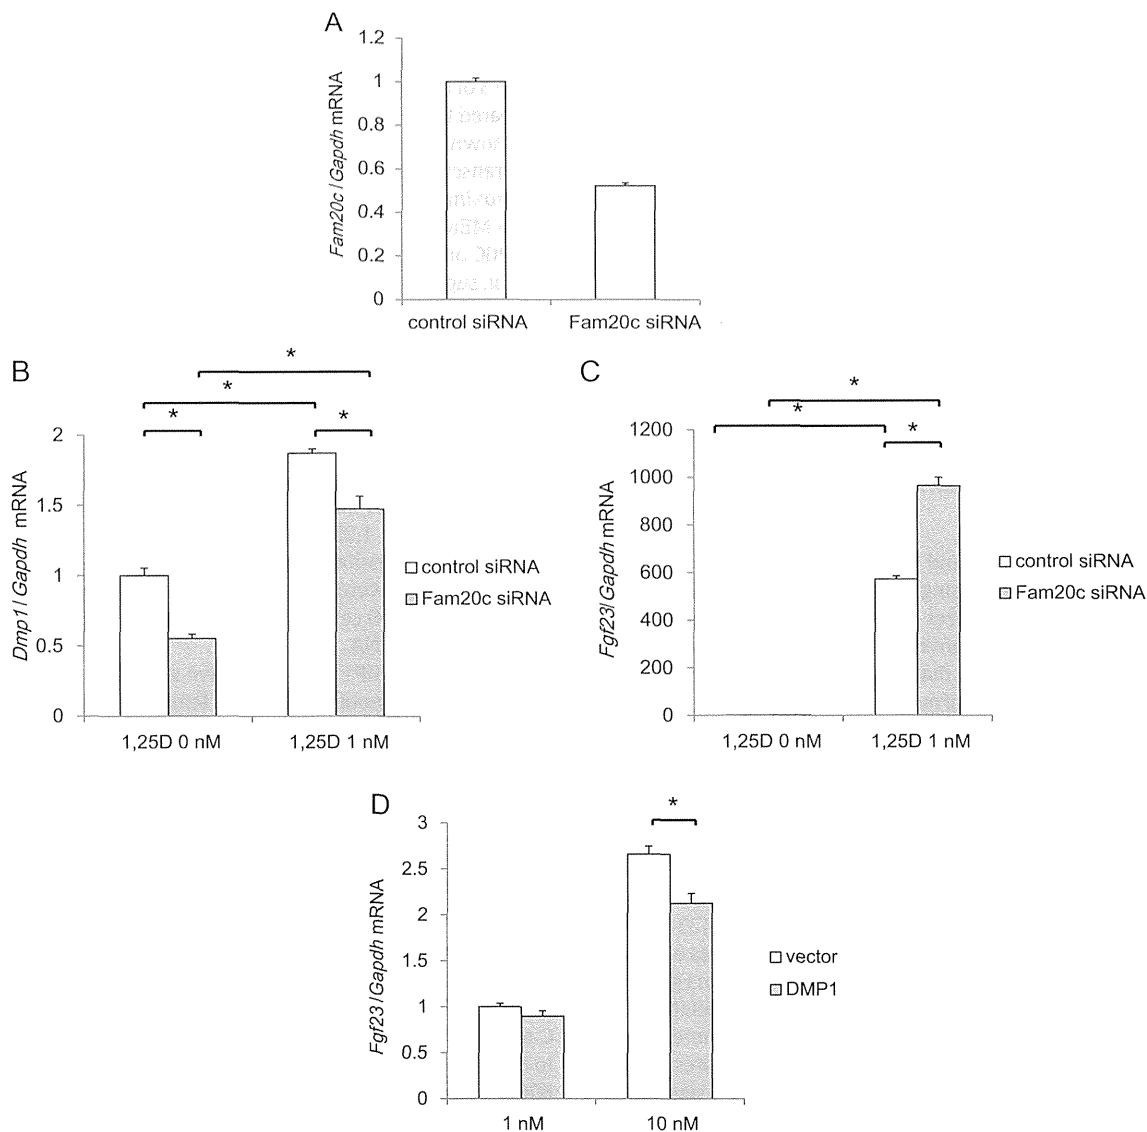 A
1.2
1
0.8
0.6
0.4
0.2
0
Fam20c / Gapdh mRNA
control siRNA
Fam20c siRNA
B
*
*
*
*
2
1.5
1
0.5
0
Dmp1 / Gapdh mRNA
1,25D 0 nM
1,25D 1 nM
control siRNA
Fam20c siRNA
C
*
*
*
1200
1000
800
600
400
200
0
Fgf23/ Gapdh mRNA
1,25D 0 nM
1,25D 1 nM
control siRNA
Fam20c siRNA
D
*
3
2.5
2
1.5
1
0.5
0
Fgf23 / Gapdh mRNA
1 nM
10 nM
vector
DMP1